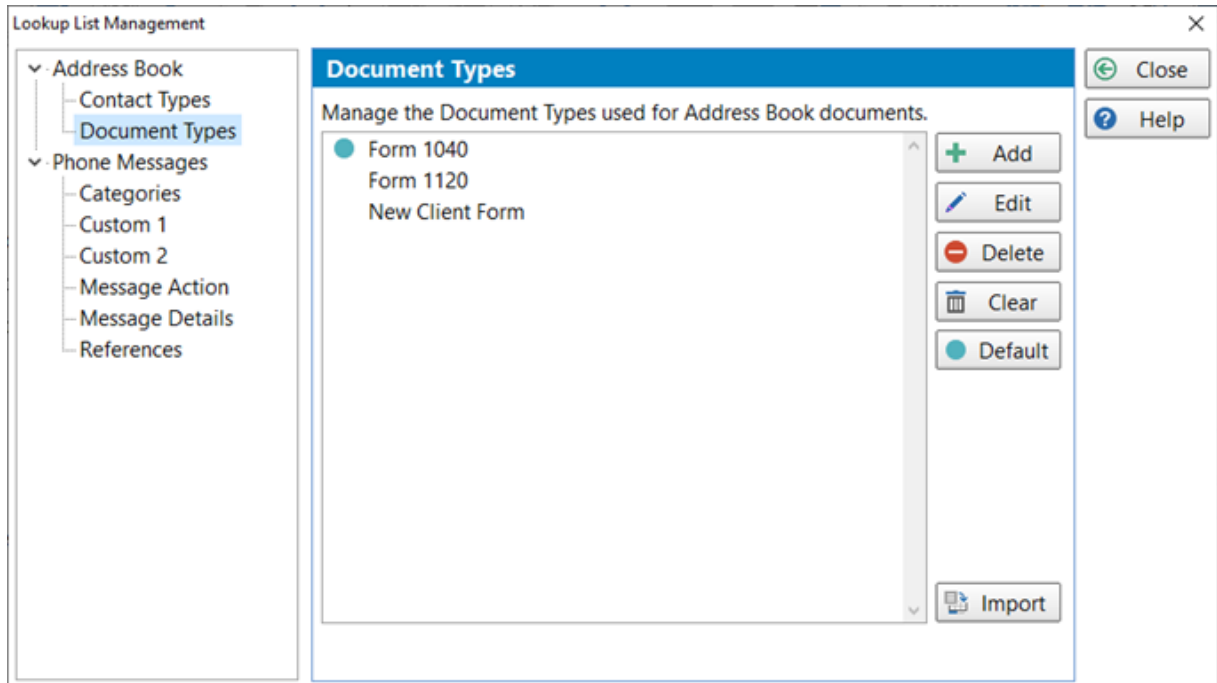 Lookup List Management
Address Book
Contact Types
Document Types
Phone Messages
Categories
Custom 1
Custom 2
Message Action
Message Details
References
Document Types
Manage the Document Types used for Address Book documents.
Form 1040
Form 1120
New Client Form
Add
Edit
Delete
Clear
Default
Import
Close
Help